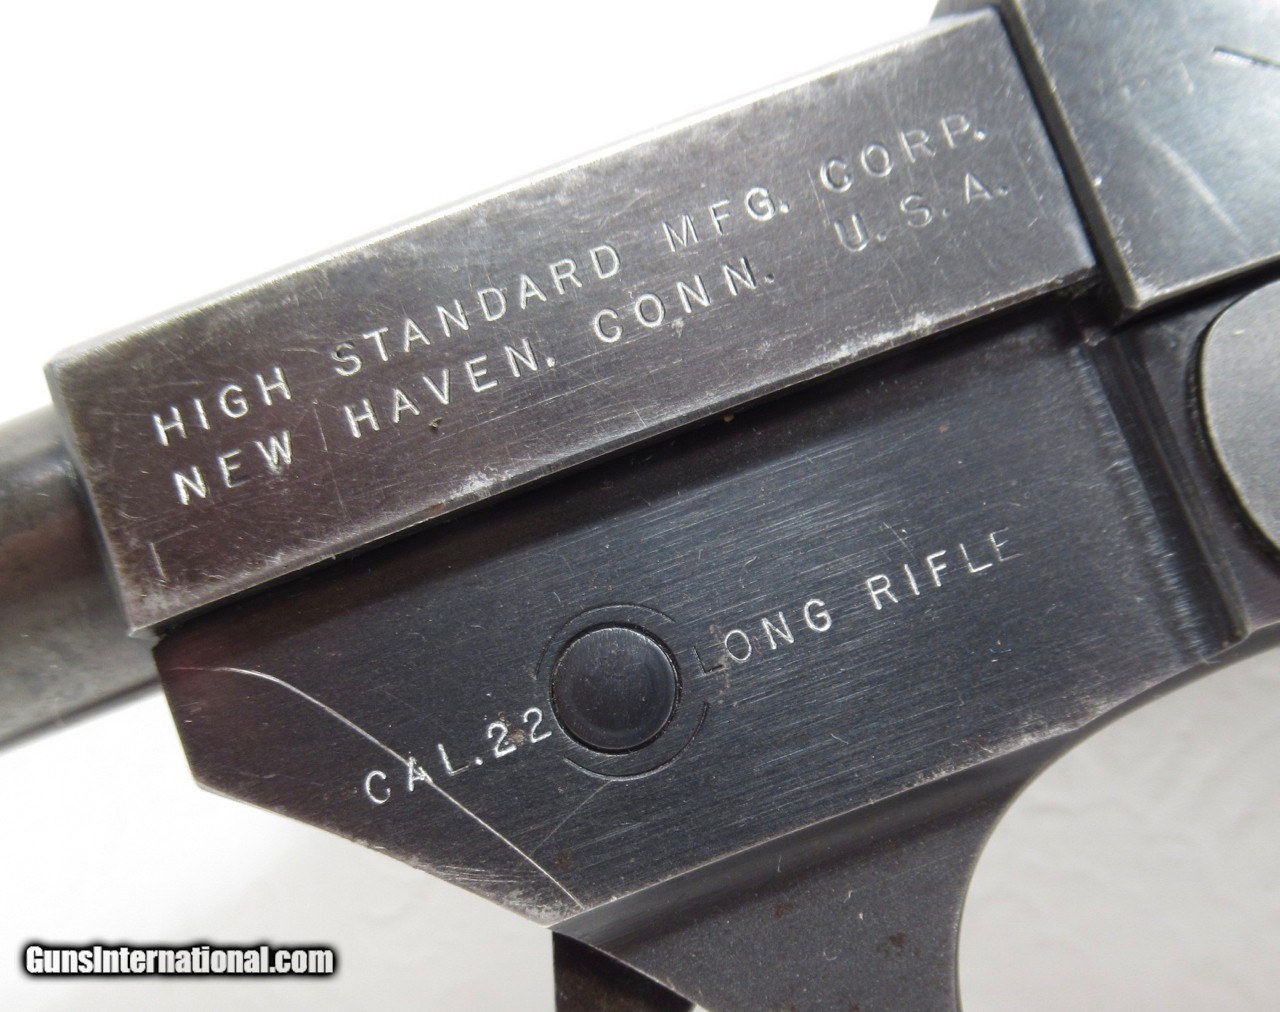 HIGH STANDARD MFG. CORP.
NEW HAVEN. CONN. U.S.A.
CAL.22 LONG RIFLE
GunsInternational.com